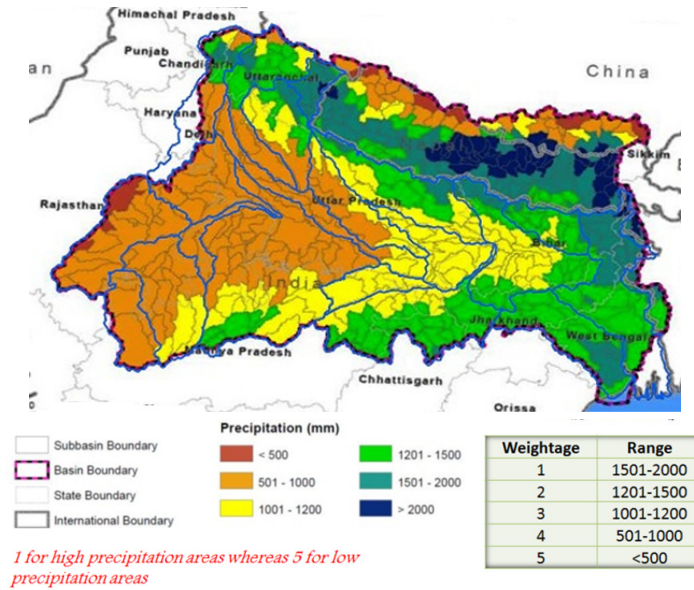 Himachal Pradesh
Punjab
Chandigarh
an
China
Uttaranchal
Haryana
Delhi
Sikkim
Rajasthan
Uttar Pradesh
Bihar
India
Jharkhand
West Bengal
Madhya Pradesh
Chhattisgarh
Orissa
Subbasin Boundary
Basin Boundary
State Boundary
International Boundary
Precipitation (mm)
< 500
501 - 1000
1001 - 1200
1201 - 1500
1501 - 2000
> 2000
Weightage Range
1 1501-2000
2 1201-1500
3 1001-1200
4 501-1000
5 <500
1 for high precipitation areas whereas 5 for low
precipitation areas